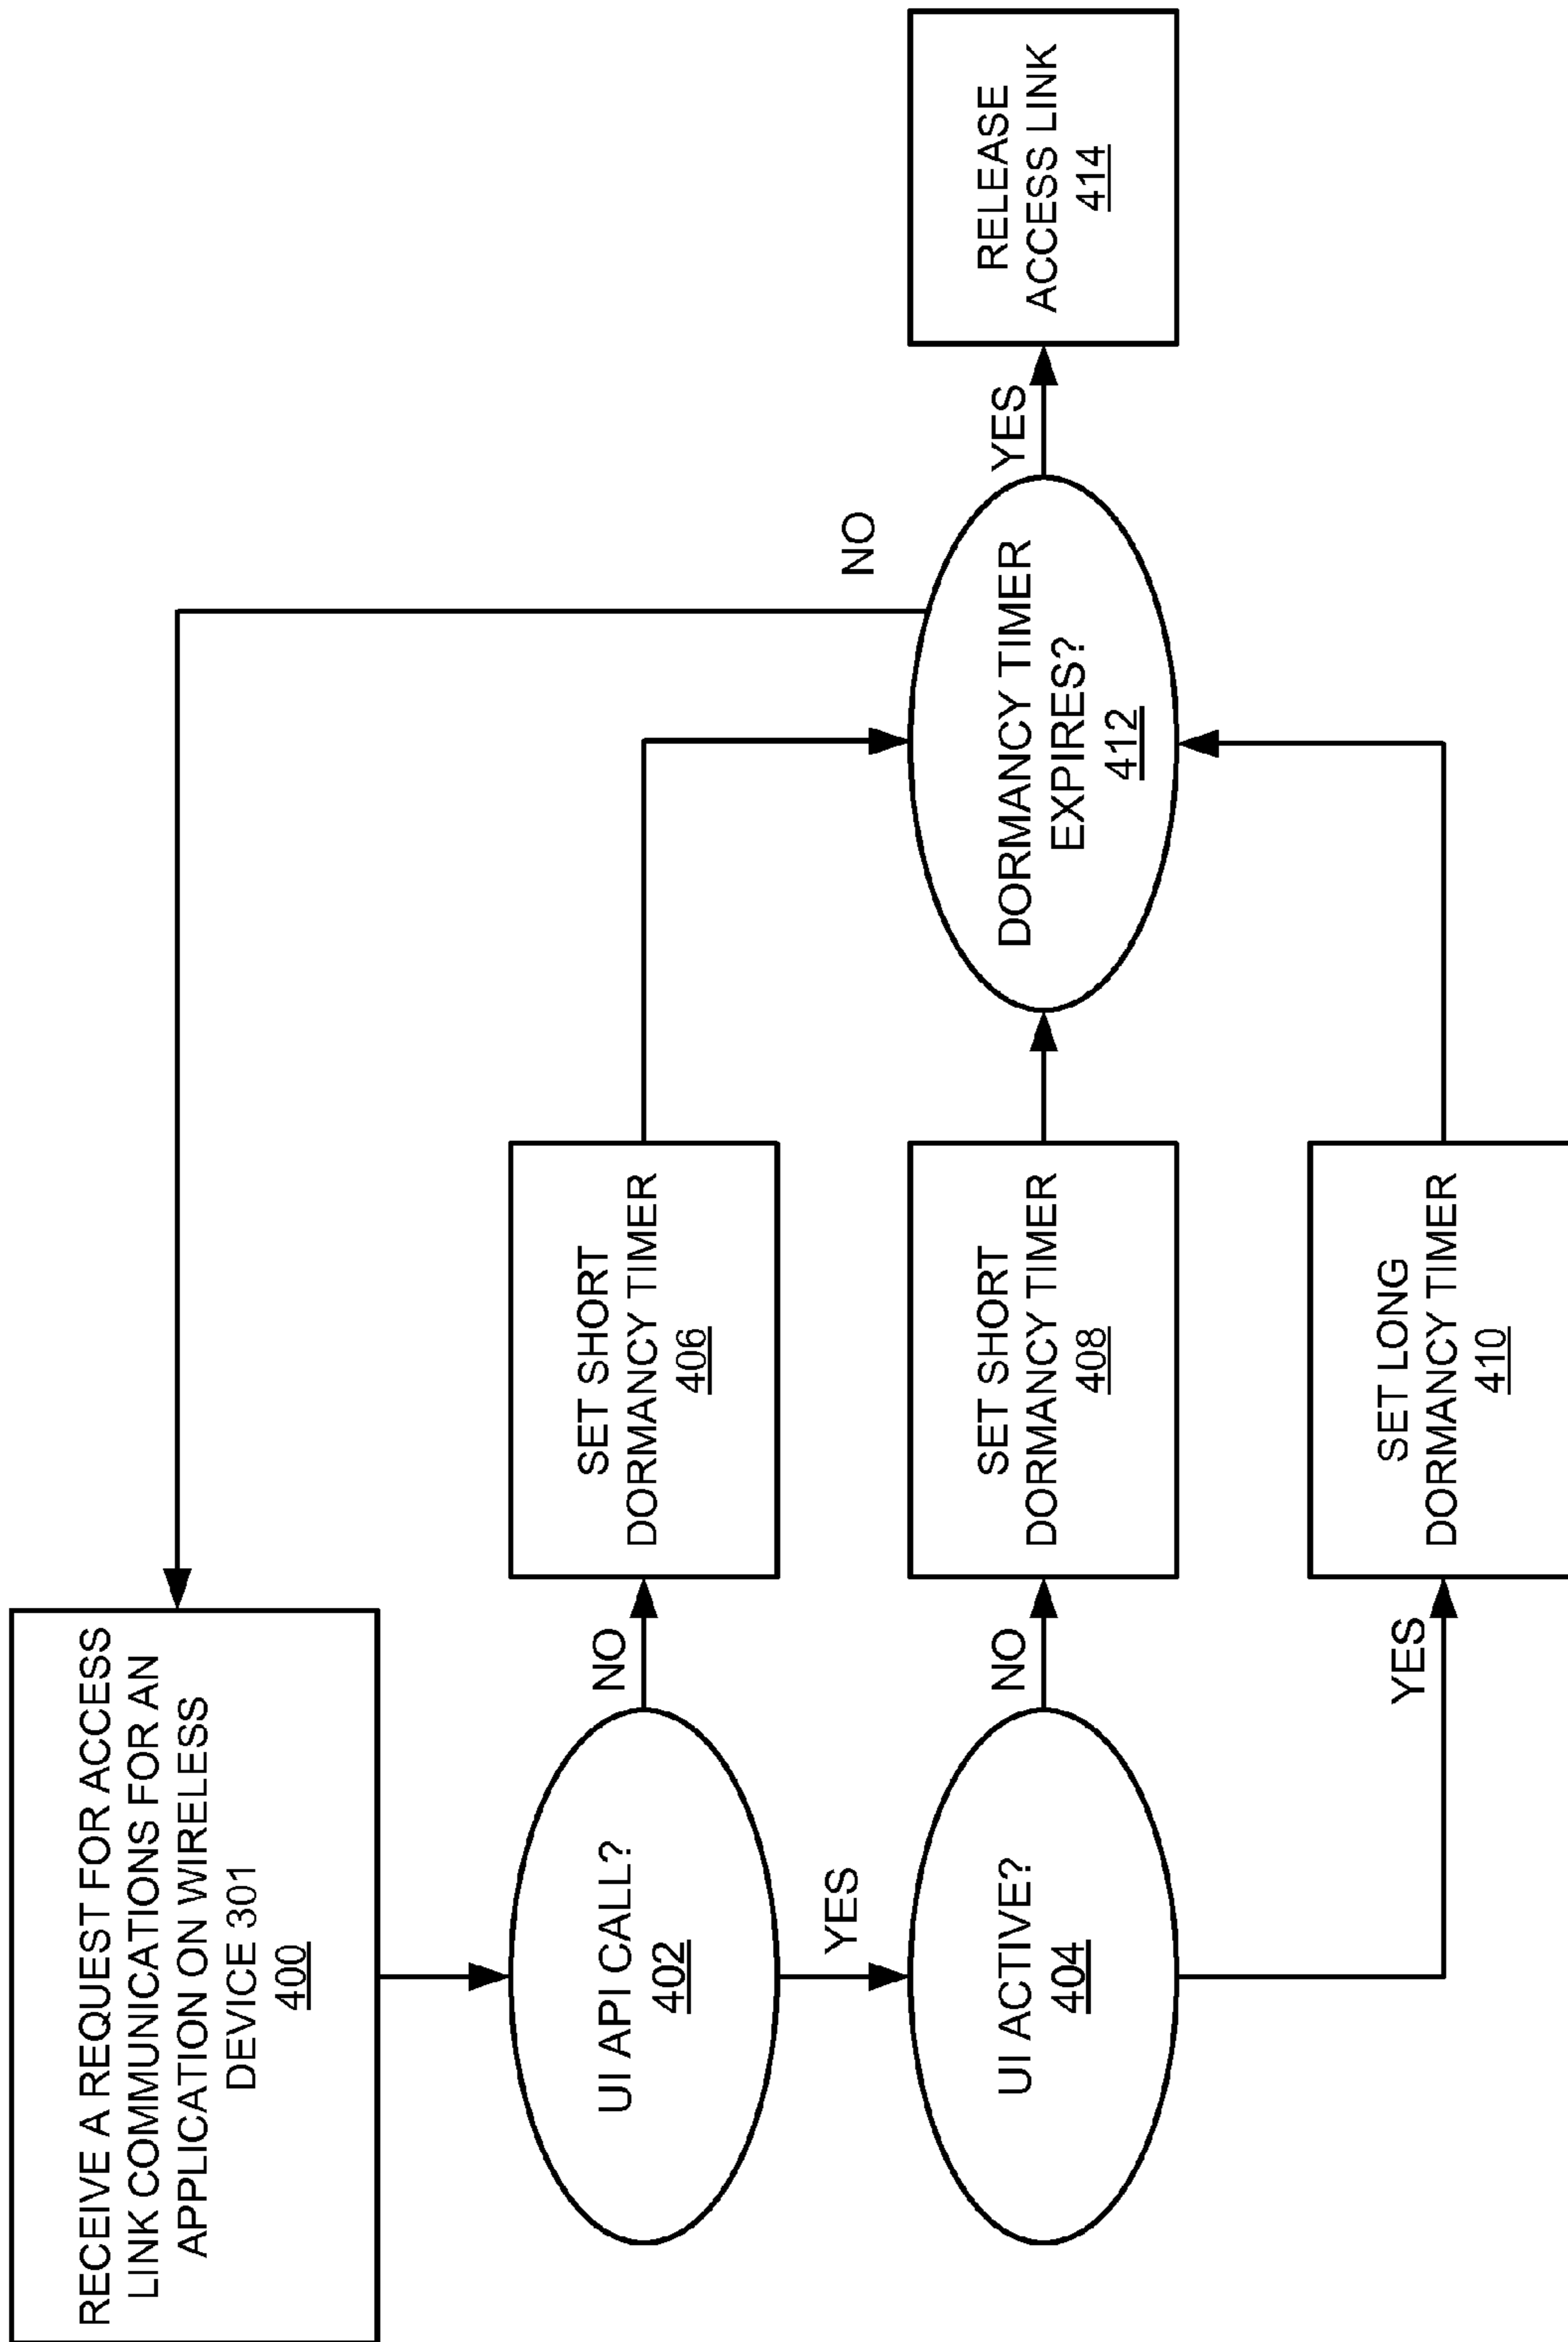 RECEIVE A REQUEST FOR ACCESS
LINK COMMUNICATIONS FOR AN
APPLICATION ON WIRELESS
DEVICE 301
400
UI API CALL?
402
NO
SET SHORT
DORMANCY TIMER
406
YES
UI ACTIVE?
404
NO
SET SHORT
DORMANCY TIMER
408
YES
SET LONG
DORMANCY TIMER
410
DORMANCY TIMER
EXPIRES?
412
NO
YES
RELEASE
ACCESS LINK
414